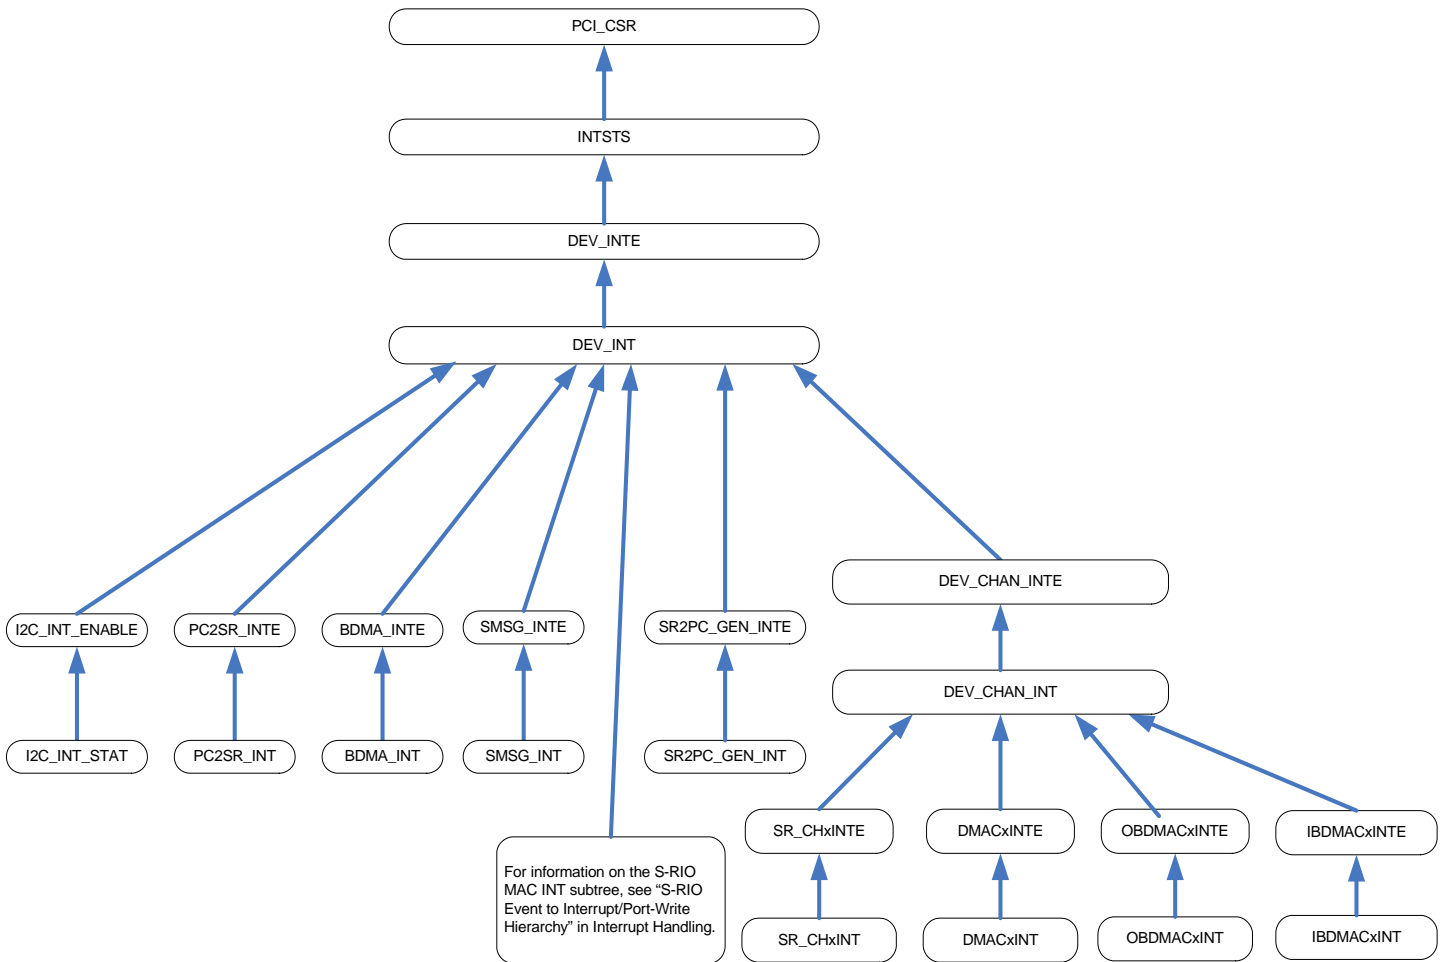 PCI_CSR
INTSTS
DEV_INTE
DEV_INT
DEV_CHAN_INTE
I2C_INT_ENABLE
PC2SR_INTE
BDMA_INTE
SMSG_INTE
SR2PC_GEN_INTE
DEV_CHAN_INT
I2C_INT_STAT
PC2SR_INT
BDMA_INT
SMSG_INT
SR2PC_GEN_INT
SR_CHxINTE
DMACxINTE
OBDMACxINTE
IBDMACxINTE
For information on the S-RIO
MAC INT subtree, see “S-RIO
Event to Interrupt/Port-Write
Hierarchy” in Interrupt Handling.
SR_CHxINT
DMACxINT
OBDMACxINT
IBDMACxINT